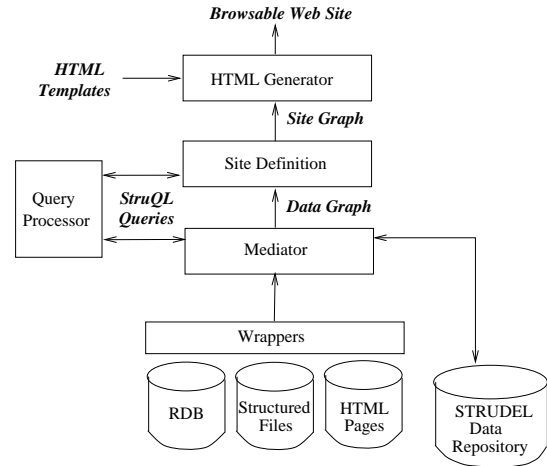 Browsable Web Site
HTML
Templates
HTML Generator
Site Graph
Site Definition
Query
Processor
StruQL
Queries
Data Graph
Mediator
Wrappers
RDB
Structured
Files
HTML
Pages
STRUDEL
Data
Repository